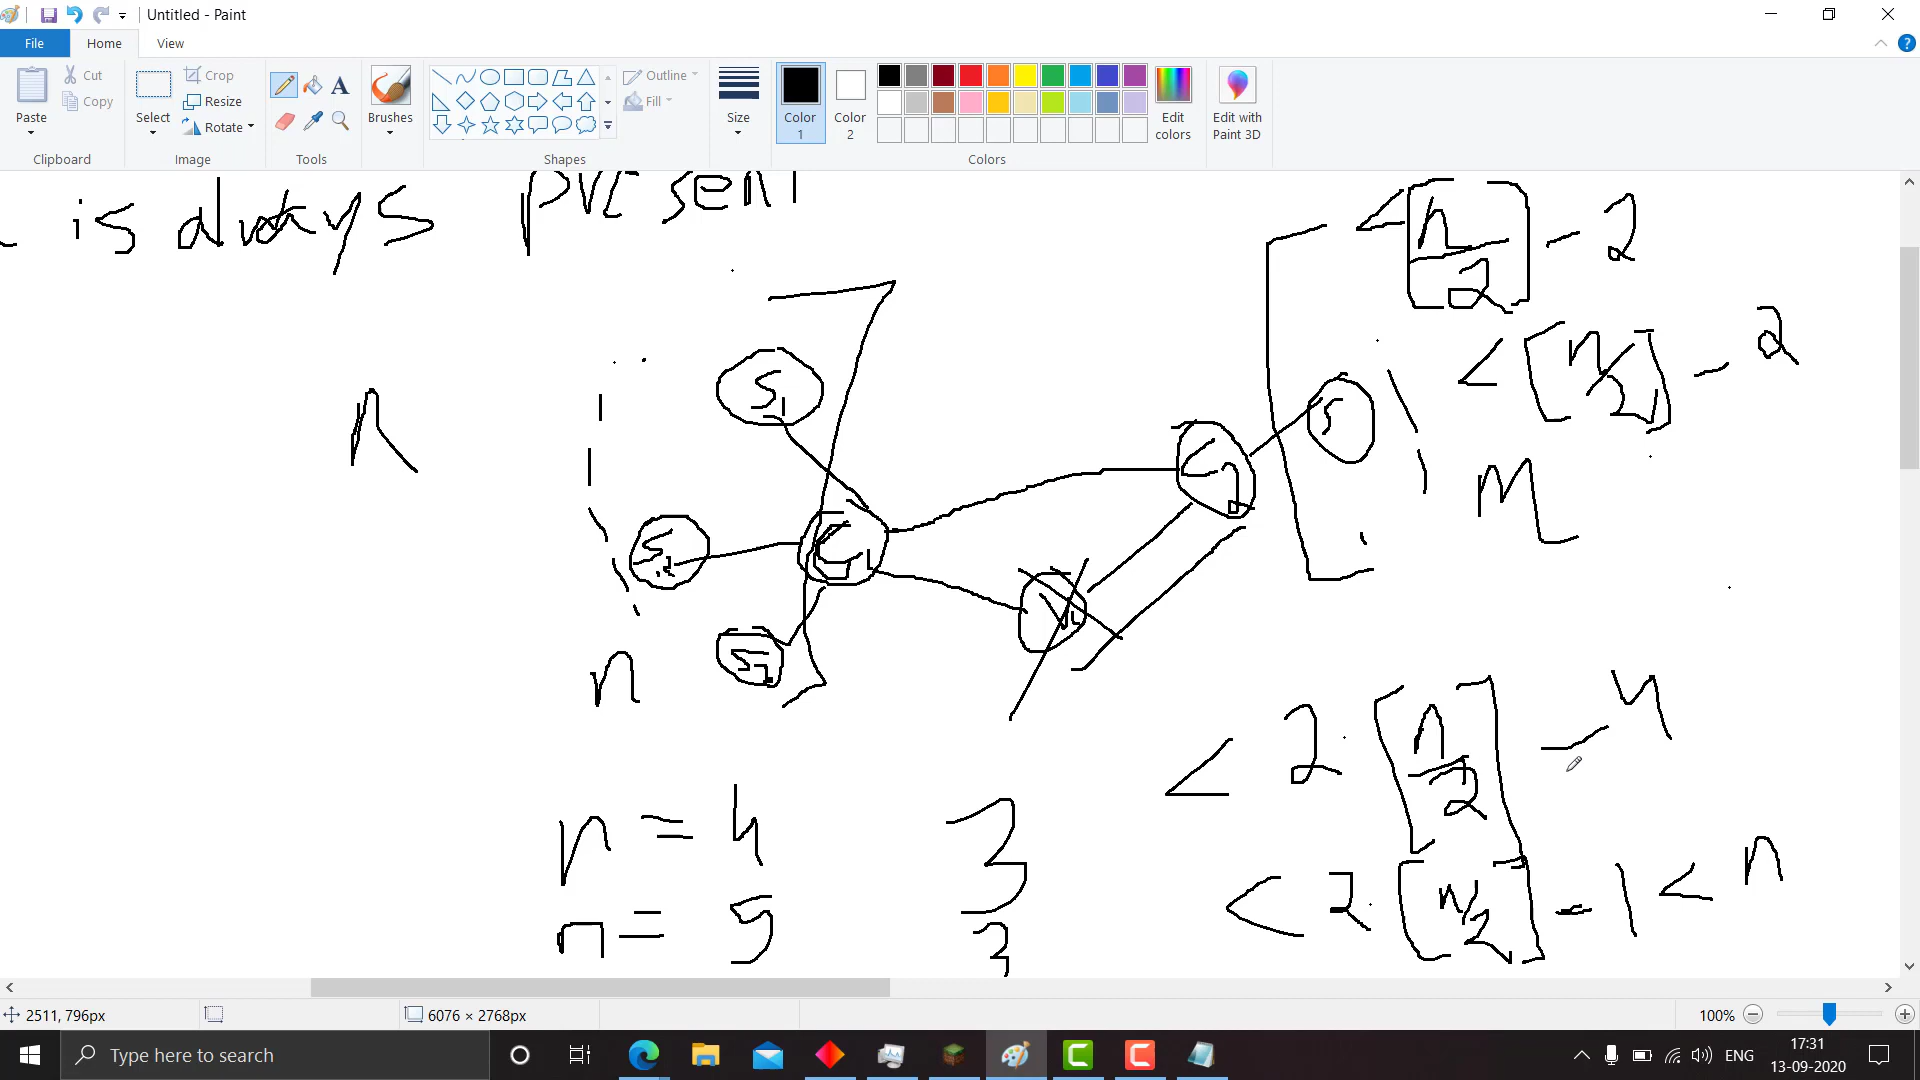 Untitled - Paint
File Home View
Paste
Cut
Copy
Clipboard
Select
Crop
Resize
Rotate
Image
Tools
Brushes
Shapes
Outline
Fill
Size
Color 1
Color 2
Colors
Edit colors
Edit with Paint 3D
is always present
< [n/2] - 2
< [n/2] - 2
n
S1
S
C1
M
n
< 2 · [n/2] - 4
n = 4 3
< 2 · [n/2] - 1 < n
n = 5 3
2511, 796px
6076 × 2768px
100%
Type here to search
ENG
17:31
13-09-2020